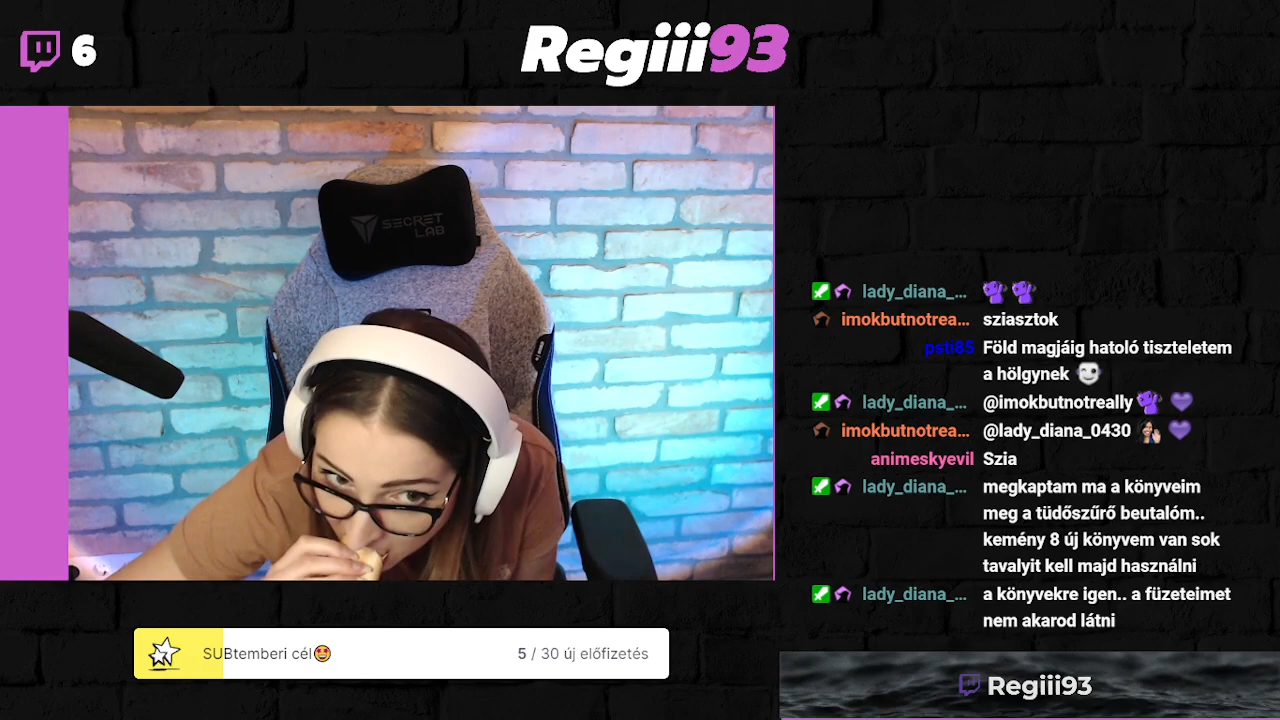 6
Regiii93
SECRET
LAB
lady_diana_...
imokbutnotrea... sziasztok
psti85 Föld magjáig hatoló tiszteletem
a hölgynek
lady_diana_... @imokbutnotreally
imokbutnotrea... @lady_diana_0430
animeskyevil Szia
lady_diana_... megkaptam ma a könyveim
meg a tüdőszűrő beutalóm..
kemény 8 új könyvem van sok
tavalyit kell majd használni
lady_diana_... a könyvekre igen.. a füzeteimet
nem akarod látni
SUBtemberi cél 5 / 30 új előfizetés
Regiii93